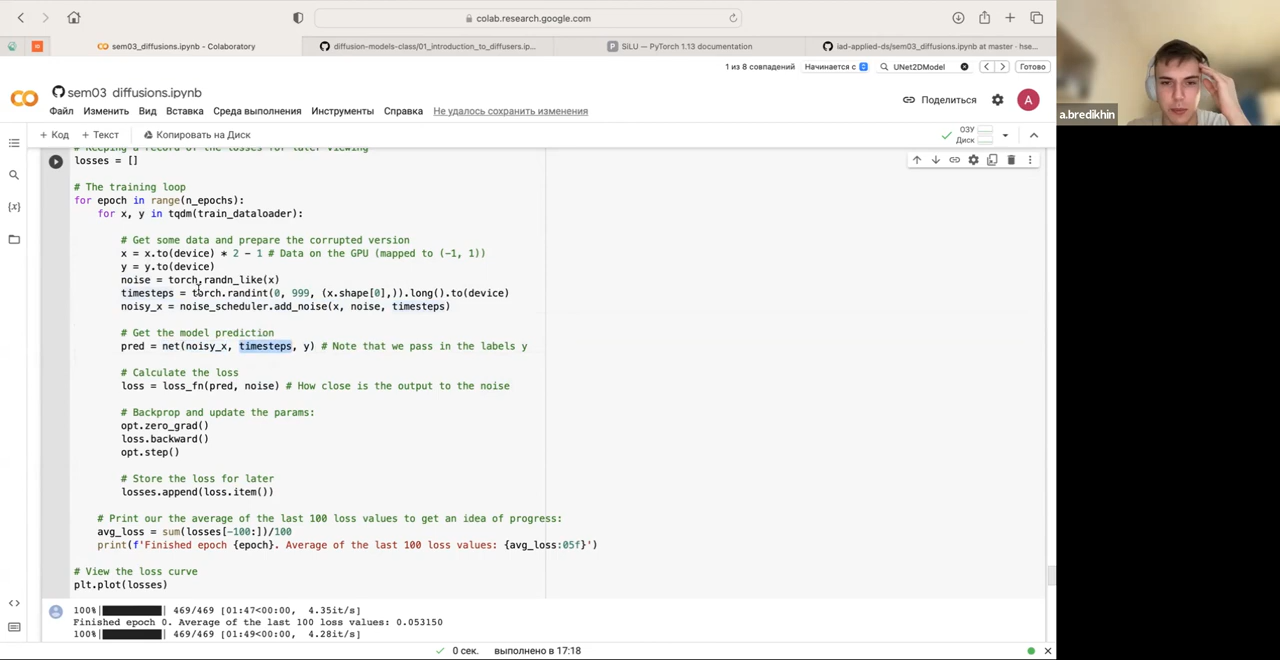 colab.research.google.com
sem03_diffusions.ipynb - Colaboratory
diffusion-models-class/01_introduction_to_diffusers.ip...
SiLU — PyTorch 1.13 documentation
iad-applied-ds/sem03_diffusions.ipynb at master · hse...
1 из 8 совпадений
Начинается с
UNet2DModel
Готово
sem03 diffusions.ipynb
Файл Изменить Вид Вставка Среда выполнения Инструменты Справка Не удалось сохранить изменения
Поделиться
A
a.bredikhin
+ Код + Текст Копировать на Диск
ОЗУ
Диск
# Keeping a record of the losses for later viewing
losses = []
# The training loop
for epoch in range(n_epochs):
for x, y in tqdm(train_dataloader):
# Get some data and prepare the corrupted version
x = x.to(device) * 2 - 1 # Data on the GPU (mapped to (-1, 1))
y = y.to(device)
noise = torch.randn_like(x)
timesteps = torch.randint(0, 999, (x.shape[0],)).long().to(device)
noisy_x = noise_scheduler.add_noise(x, noise, timesteps)
# Get the model prediction
pred = net(noisy_x, timesteps, y) # Note that we pass in the labels y
# Calculate the loss
loss = loss_fn(pred, noise) # How close is the output to the noise
# Backprop and update the params:
opt.zero_grad()
loss.backward()
opt.step()
# Store the loss for later
losses.append(loss.item())
# Print our the average of the last 100 loss values to get an idea of progress:
avg_loss = sum(losses[-100:])/100
print(f'Finished epoch {epoch}. Average of the last 100 loss values: {avg_loss:05f}')
# View the loss curve
plt.plot(losses)
100%| 469/469 [01:47<00:00, 4.35it/s]
Finished epoch 0. Average of the last 100 loss values: 0.053150
100%| 469/469 [01:49<00:00, 4.28it/s]
0 сек. выполнено в 17:18